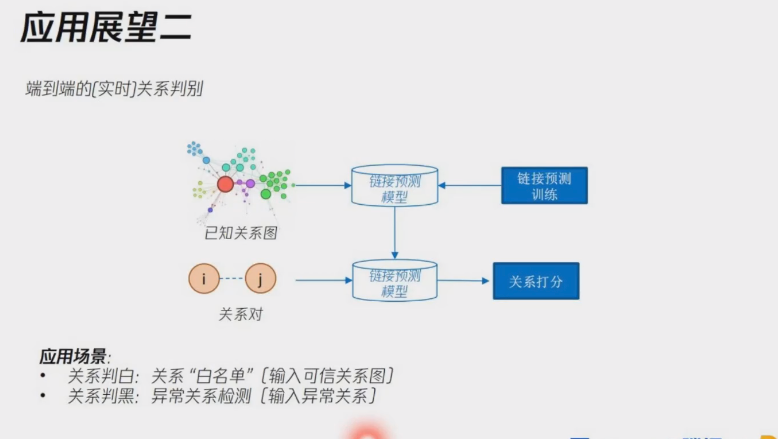 应用展望二
端到端的(实时)关系判别
链接预测
模型
链接预测
训练
已知关系图
i
j
链接预测
模型
关系打分
关系对
应用场景：
• 关系判白：关系“白名单”（输入可信关系图）
• 关系判黑：异常关系检测（输入异常关系）